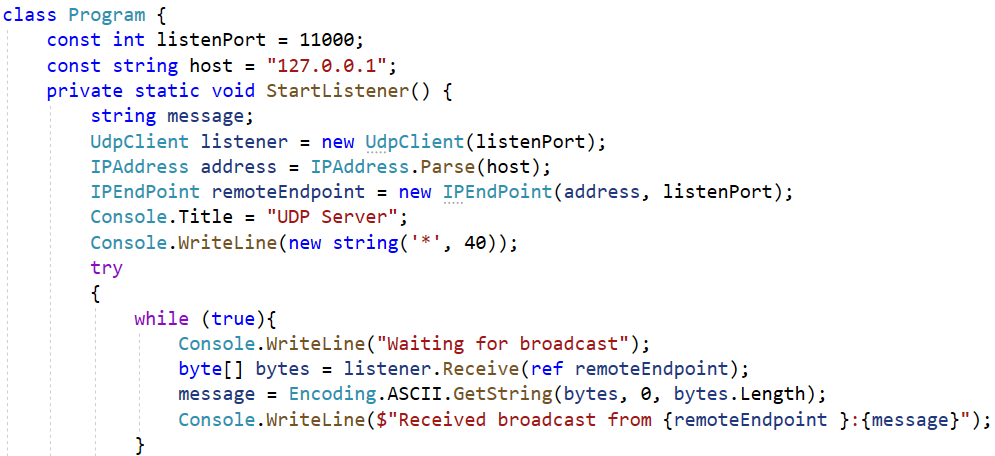 class Program {
    const int listenPort = 11000;
    const string host = "127.0.0.1";
    private static void StartListener() {
        string message;
        UdpClient listener = new UdpClient(listenPort);
        IPAddress address = IPAddress.Parse(host);
        IPEndPoint remoteEndpoint = new IPEndPoint(address, listenPort);
        Console.Title = "UDP Server";
        Console.WriteLine(new string('*', 40));
        try
        {
            while (true){
                Console.WriteLine("Waiting for broadcast");
                byte[] bytes = listener.Receive(ref remoteEndpoint);
                message = Encoding.ASCII.GetString(bytes, 0, bytes.Length);
                Console.WriteLine($"Received broadcast from {remoteEndpoint }:{message}");
            }